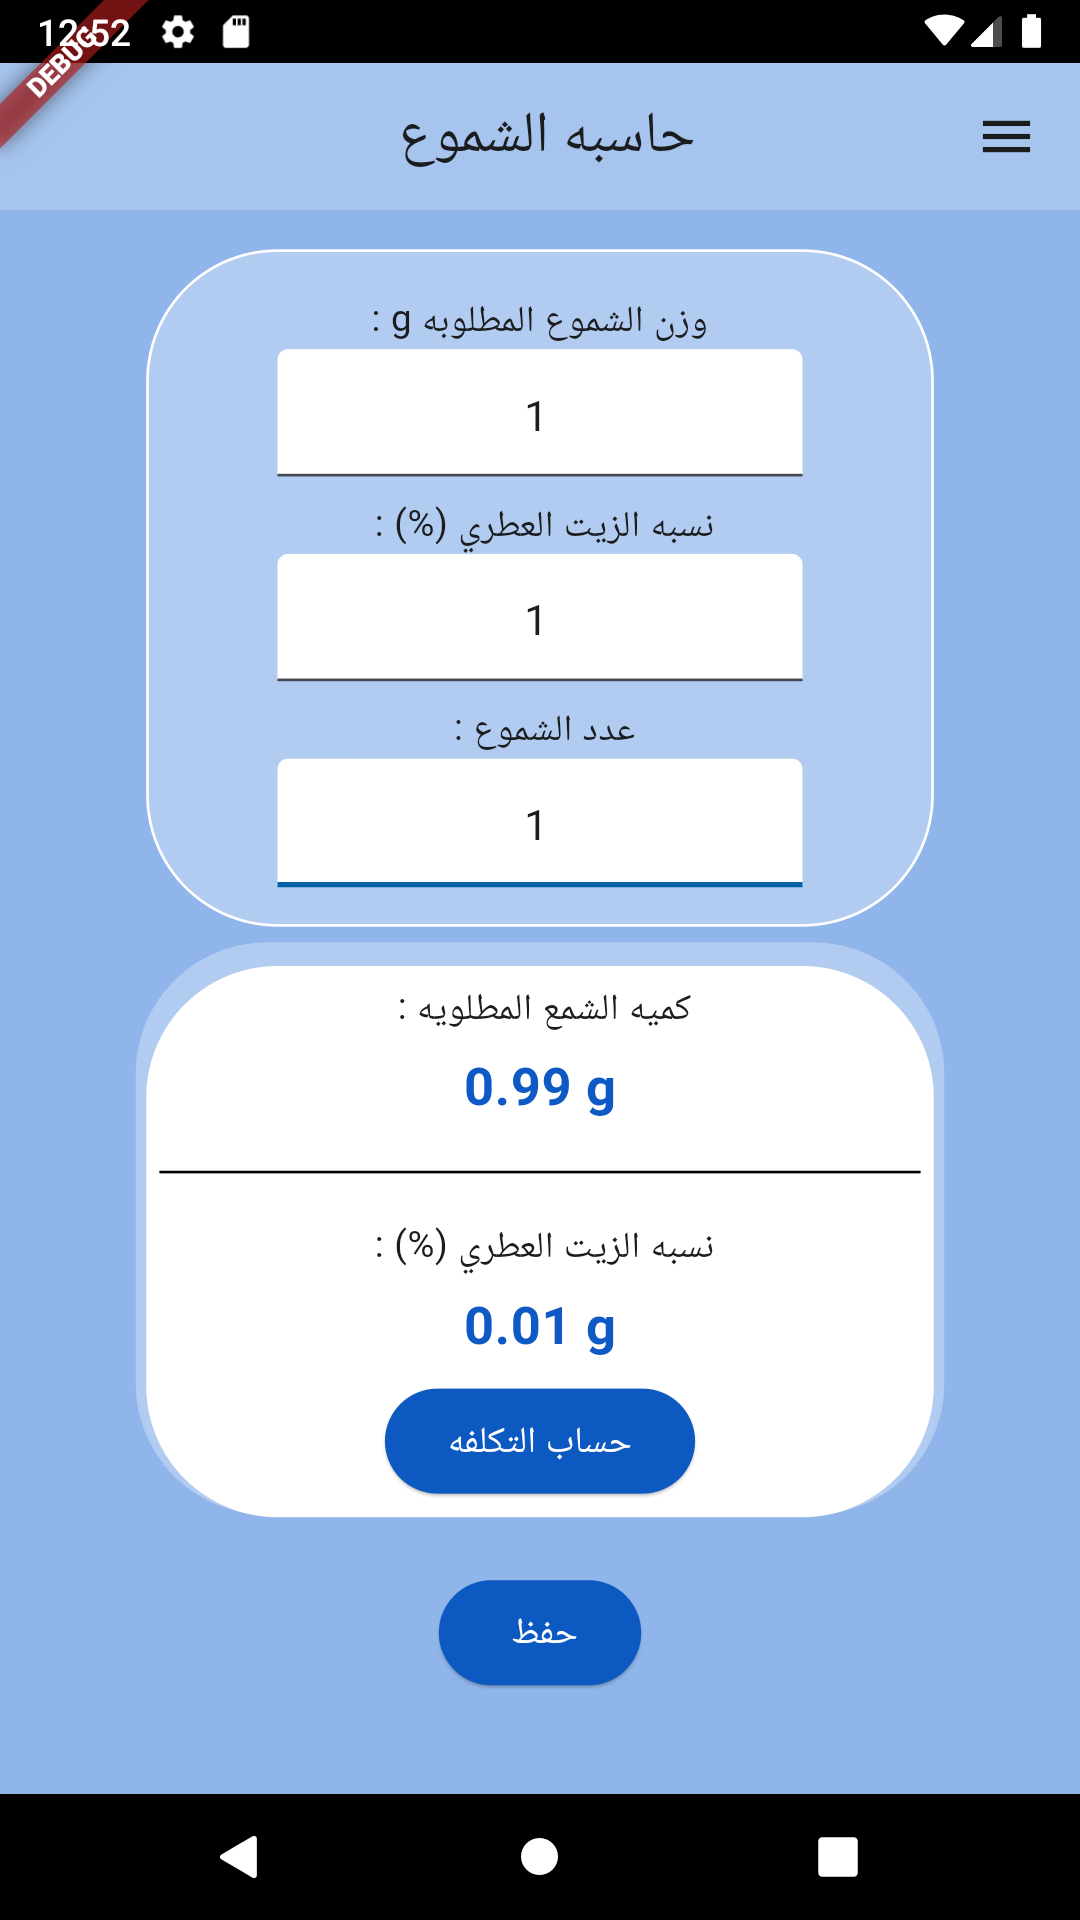 12:52
DEBUG
حاسبه الشموع
وزن الشموع المطلوبه g :
1
نسبه الزيت العطري (%) :
1
عدد الشموع :
1
كميه الشمع المطلويه :
0.99 g
نسبه الزيت العطري (%) :
0.01 g
حساب التكلفه
حفظ